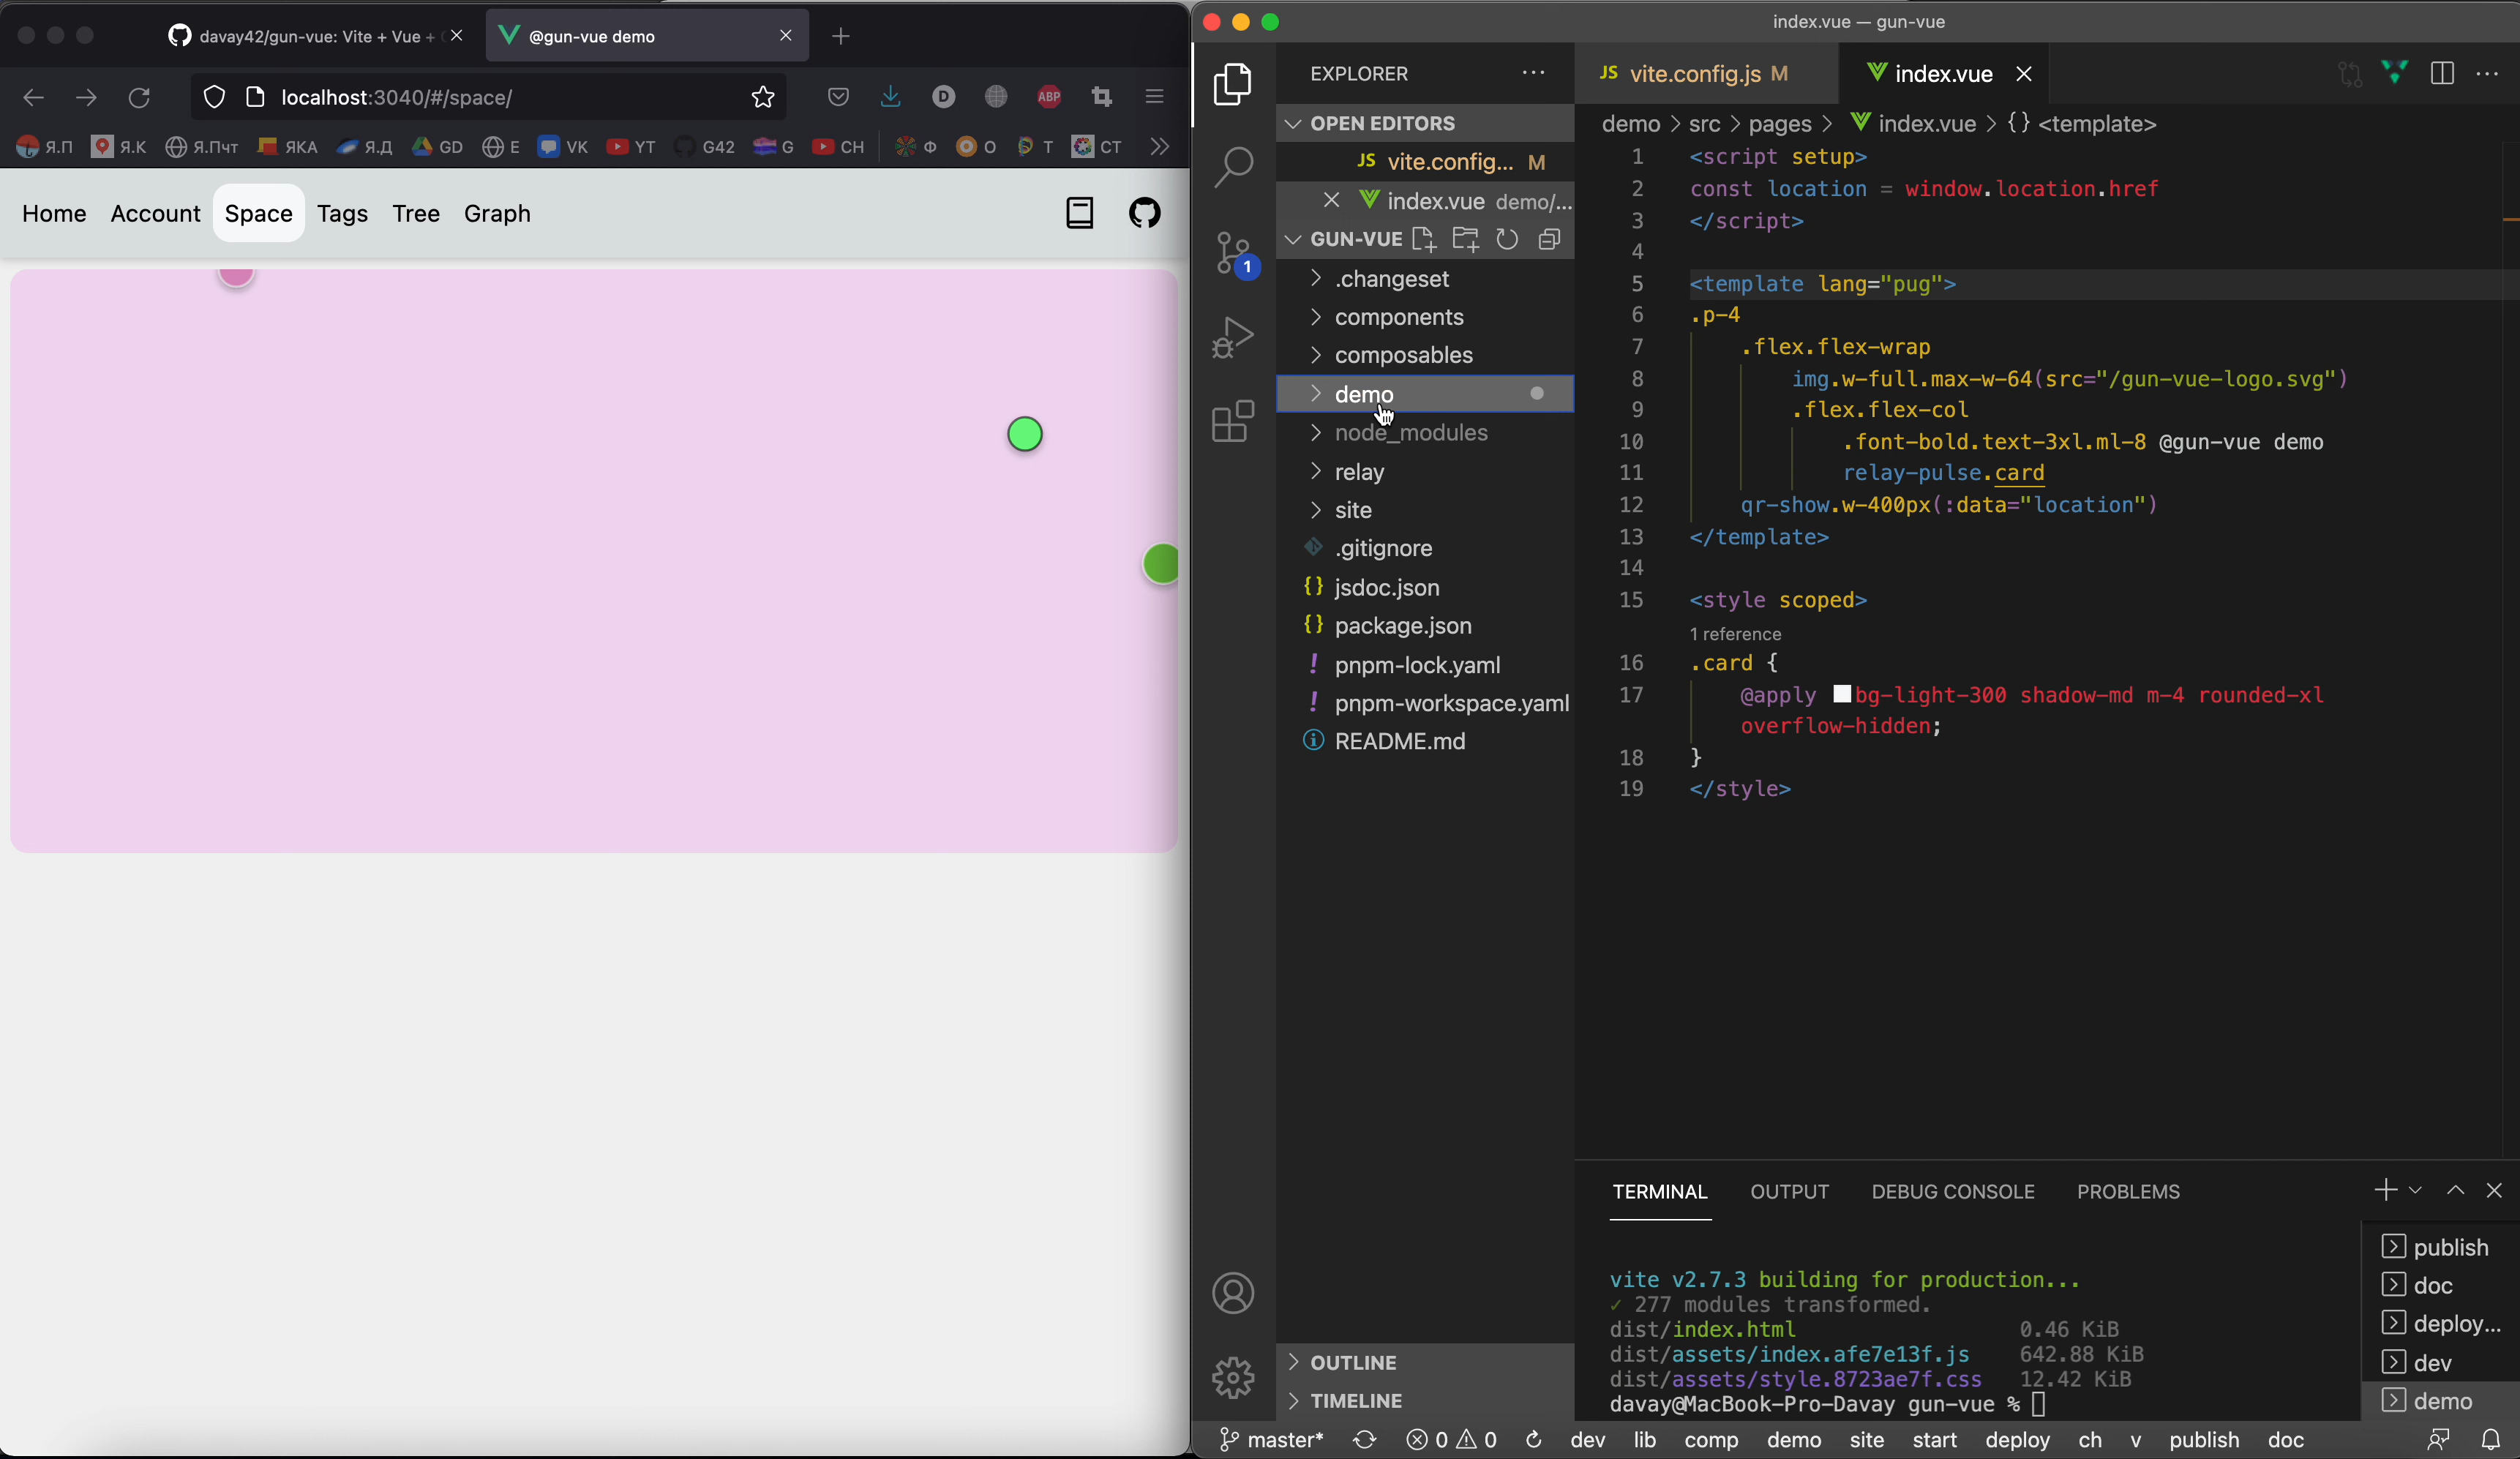 davay42/gun-vue: Vite + Vue +
@gun-vue demo
localhost:3040/#/space/
D
ABP
Я.П
Я.К
Я.Пчт
ЯКА
Я.Д
GD
E
VK
YT
G42
G
CH
Ф
O
T
CT
Home
Account
Space
Tags
Tree
Graph
index.vue — gun-vue
EXPLORER
OPEN EDITORS
JS vite.config... M
index.vue demo/...
GUN-VUE
.changeset
components
composables
demo
node_modules
relay
site
.gitignore
{} jsdoc.json
{} package.json
! pnpm-lock.yaml
! pnpm-workspace.yaml
README.md
OUTLINE
TIMELINE
1
JS vite.config.js M
index.vue
demo > src > pages > index.vue > {} <template>
1 <script setup>
2 const location = window.location.href
3 </script>
4
5 <template lang="pug">
6 .p-4
7 .flex.flex-wrap
8 img.w-full.max-w-64(src="/gun-vue-logo.svg")
9 .flex.flex-col
10 .font-bold.text-3xl.ml-8 @gun-vue demo
11 relay-pulse.card
12 qr-show.w-400px(:data="location")
13 </template>
14
15 <style scoped>
1 reference
16 .card {
17 @apply bg-light-300 shadow-md m-4 rounded-xl
overflow-hidden;
18 }
19 </style>
TERMINAL
OUTPUT
DEBUG CONSOLE
PROBLEMS
vite v2.7.3 building for production...
✓ 277 modules transformed.
dist/index.html 0.46 KiB
dist/assets/index.afe7e13f.js 642.88 KiB
dist/assets/style.8723ae7f.css 12.42 KiB
davay@MacBook-Pro-Davay gun-vue %
publish
doc
deploy...
dev
demo
master*
0
0
dev
lib
comp
demo
site
start
deploy
ch
v
publish
doc